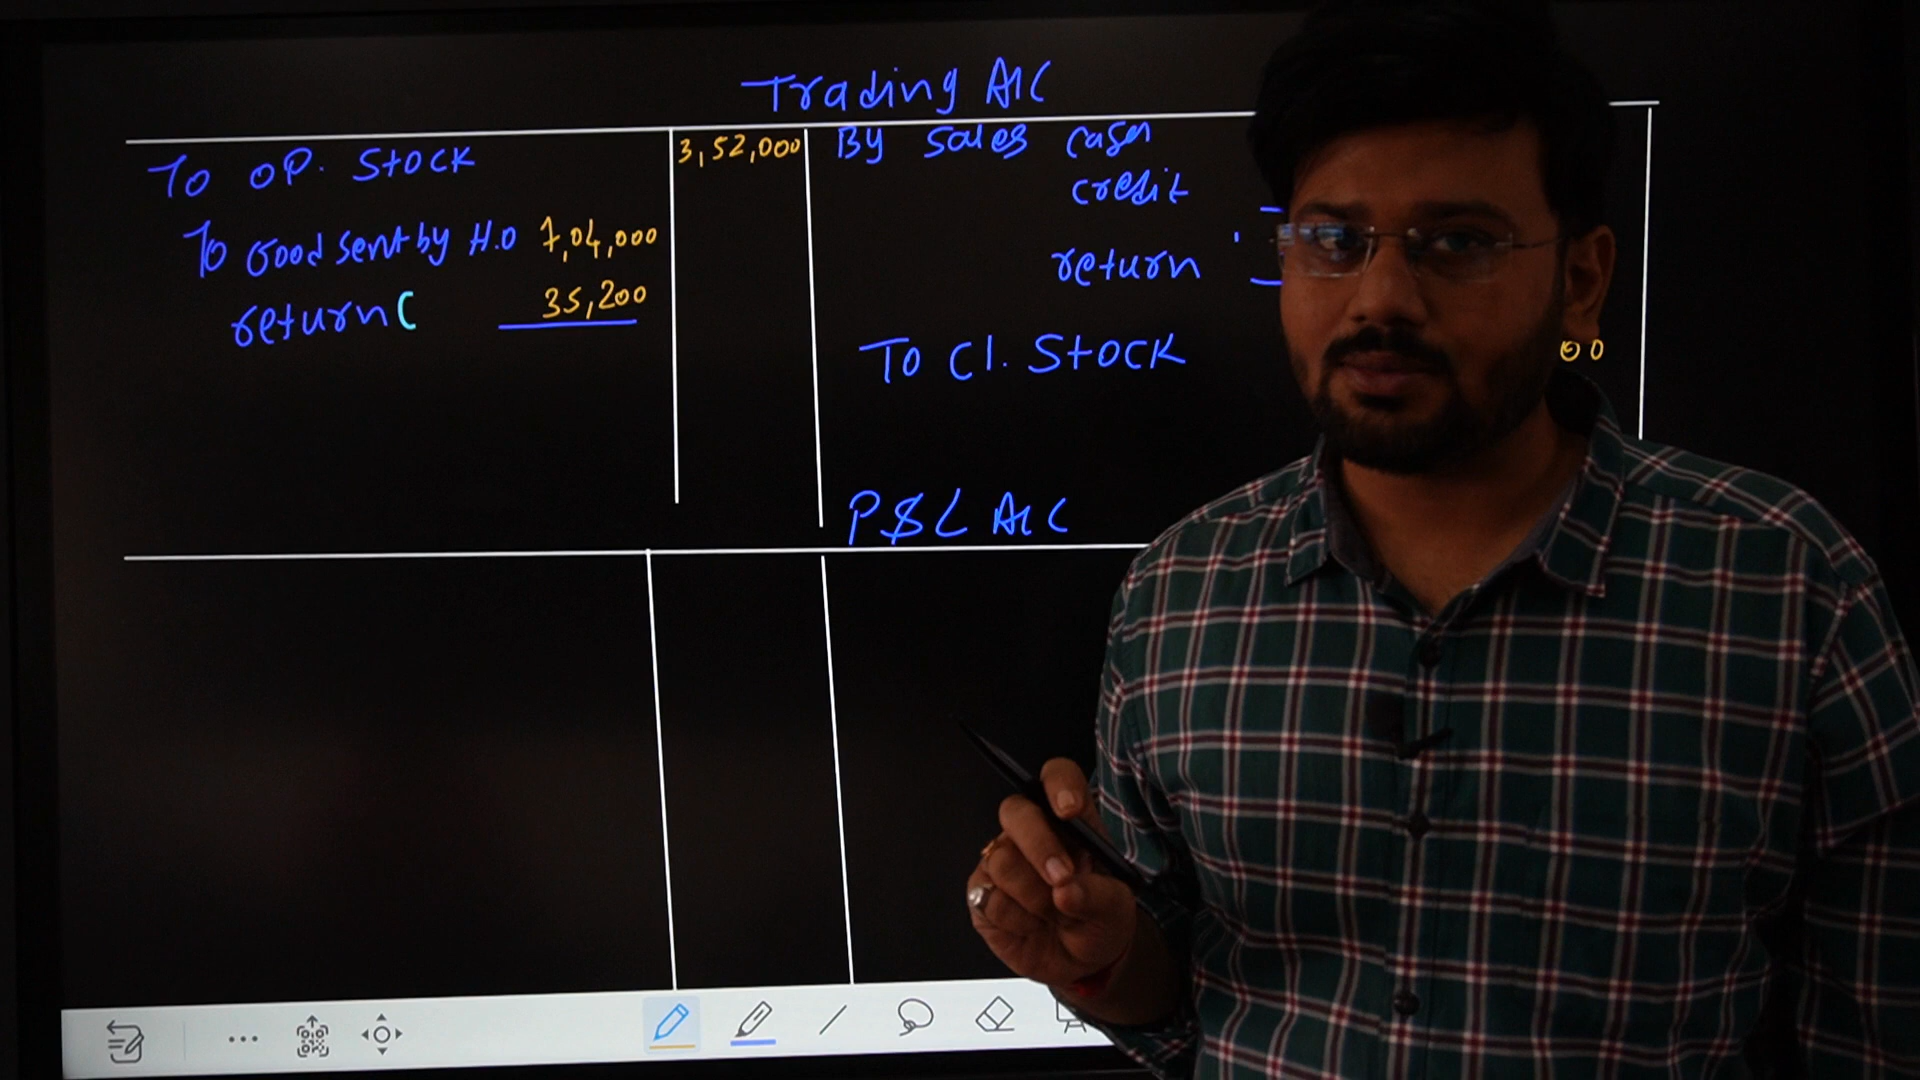 Trading A/C
To OP. Stock 3,52,000
To Good sent by H.O 7,04,000
return ( 35,200
By Sales cash
credit
return
To Cl. Stock
00
P&L A/C